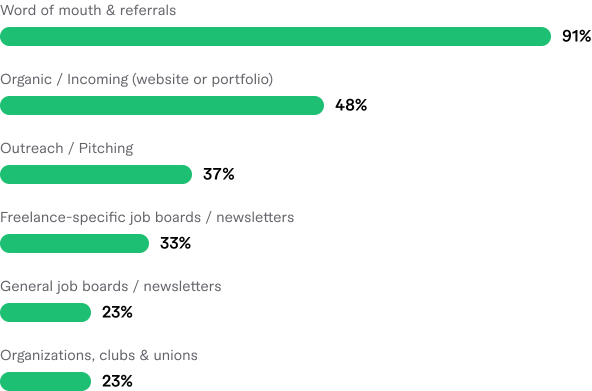 Word of mouth & referrals
91%
Organic / Incoming (website or portfolio)
48%
Outreach / Pitching
37%
Freelance-specific job boards / newsletters
33%
General job boards / newsletters
23%
Organizations, clubs & unions
23%